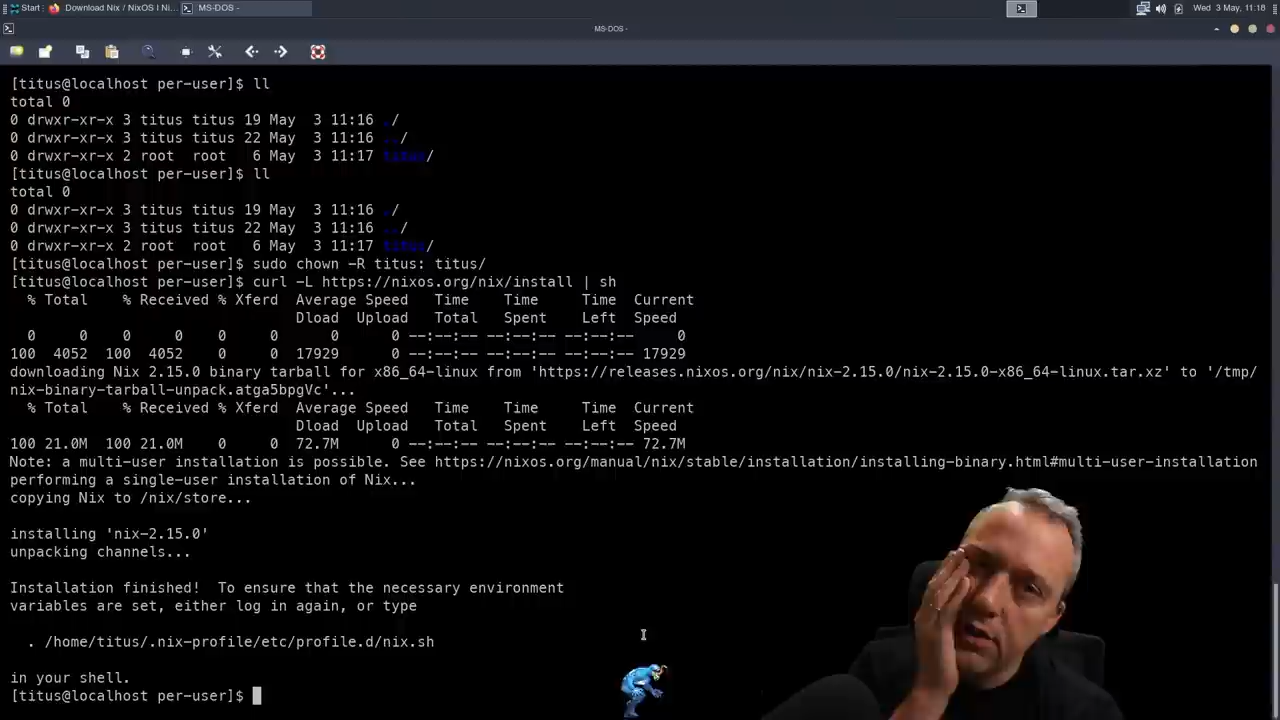 Start: Download Nix / NixOS | Ni... MS-DOS - Wed 3 May, 11:18
MS-DOS -
[titus@localhost per-user]$ ll
total 0
0 drwxr-xr-x 3 titus titus 19 May  3 11:16 ./
0 drwxr-xr-x 3 titus titus 22 May  3 11:16 ../
0 drwxr-xr-x 2 root  root   6 May  3 11:17 titus/
[titus@localhost per-user]$ ll
total 0
0 drwxr-xr-x 3 titus titus 19 May  3 11:16 ./
0 drwxr-xr-x 3 titus titus 22 May  3 11:16 ../
0 drwxr-xr-x 2 root  root   6 May  3 11:17 titus/
[titus@localhost per-user]$ sudo chown -R titus: titus/
[titus@localhost per-user]$ curl -L https://nixos.org/nix/install | sh
% Total    % Received % Xferd  Average Speed   Time    Time     Time  Current
Dload  Upload   Total   Spent    Left  Speed
0     0    0     0    0     0      0      0 --:--:-- --:--:-- --:--:--     0
100  4052  100  4052    0     0  17929      0 --:--:-- --:--:-- --:--:-- 17929
downloading Nix 2.15.0 binary tarball for x86_64-linux from 'https://releases.nixos.org/nix/nix-2.15.0/nix-2.15.0-x86_64-linux.tar.xz' to '/tmp/
nix-binary-tarball-unpack.atga5bpgVc'...
% Total    % Received % Xferd  Average Speed   Time    Time     Time  Current
Dload  Upload   Total   Spent    Left  Speed
100 21.0M  100 21.0M    0     0  72.7M      0 --:--:-- --:--:-- --:--:-- 72.7M
Note: a multi-user installation is possible. See https://nixos.org/manual/nix/stable/installation/installing-binary.html#multi-user-installation
performing a single-user installation of Nix...
copying Nix to /nix/store...
installing 'nix-2.15.0'
unpacking channels...
Installation finished!  To ensure that the necessary environment
variables are set, either log in again, or type
. /home/titus/.nix-profile/etc/profile.d/nix.sh
in your shell.
[titus@localhost per-user]$